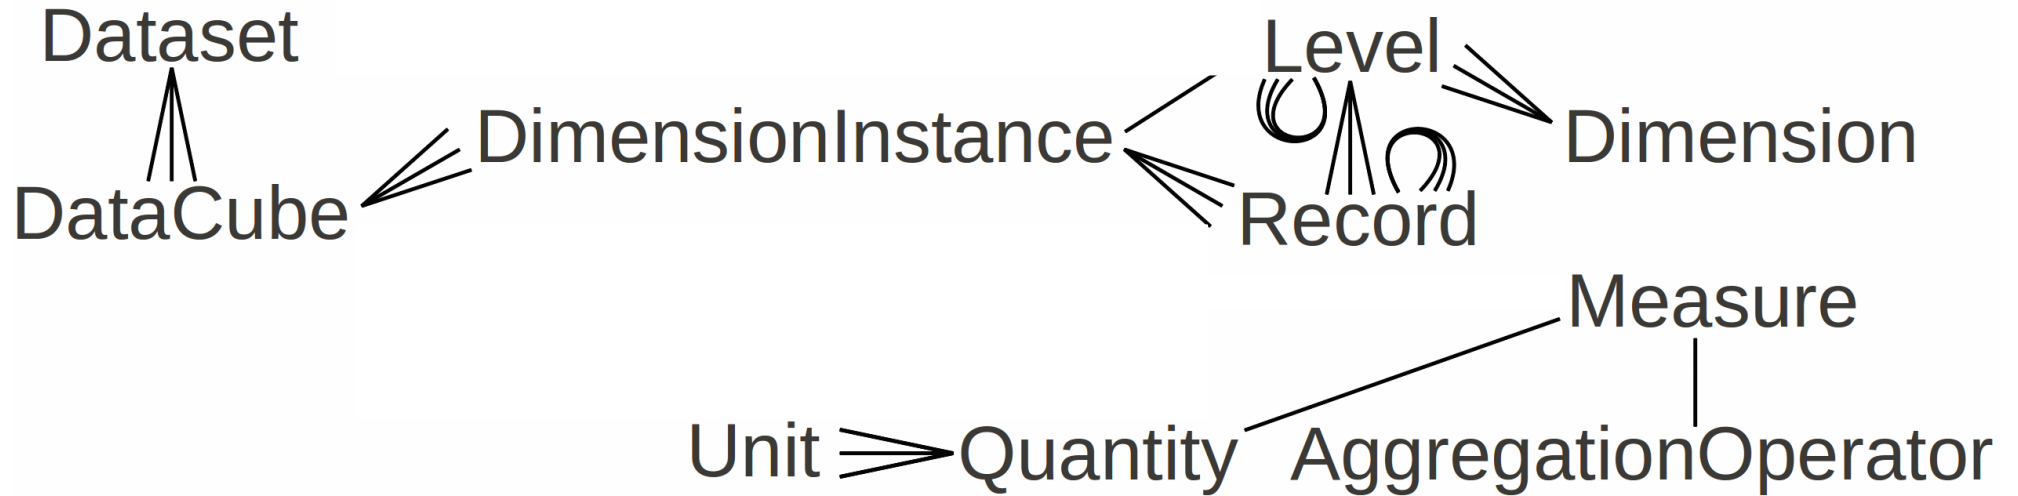 Dataset
Level
DimensionInstance
Dimension
DataCube
Record
Measure
Unit
Quantity
AggregationOperator